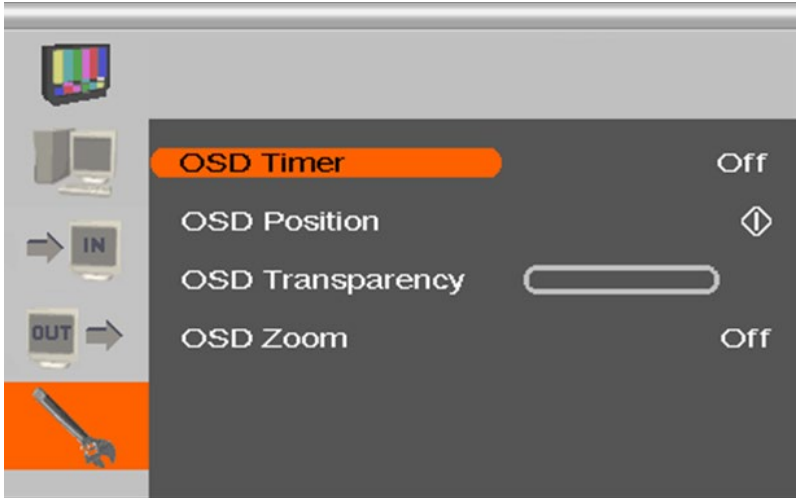 OSD Timer Off
OSD Position
IN
OSD Transparency
OUT
OSD Zoom Off